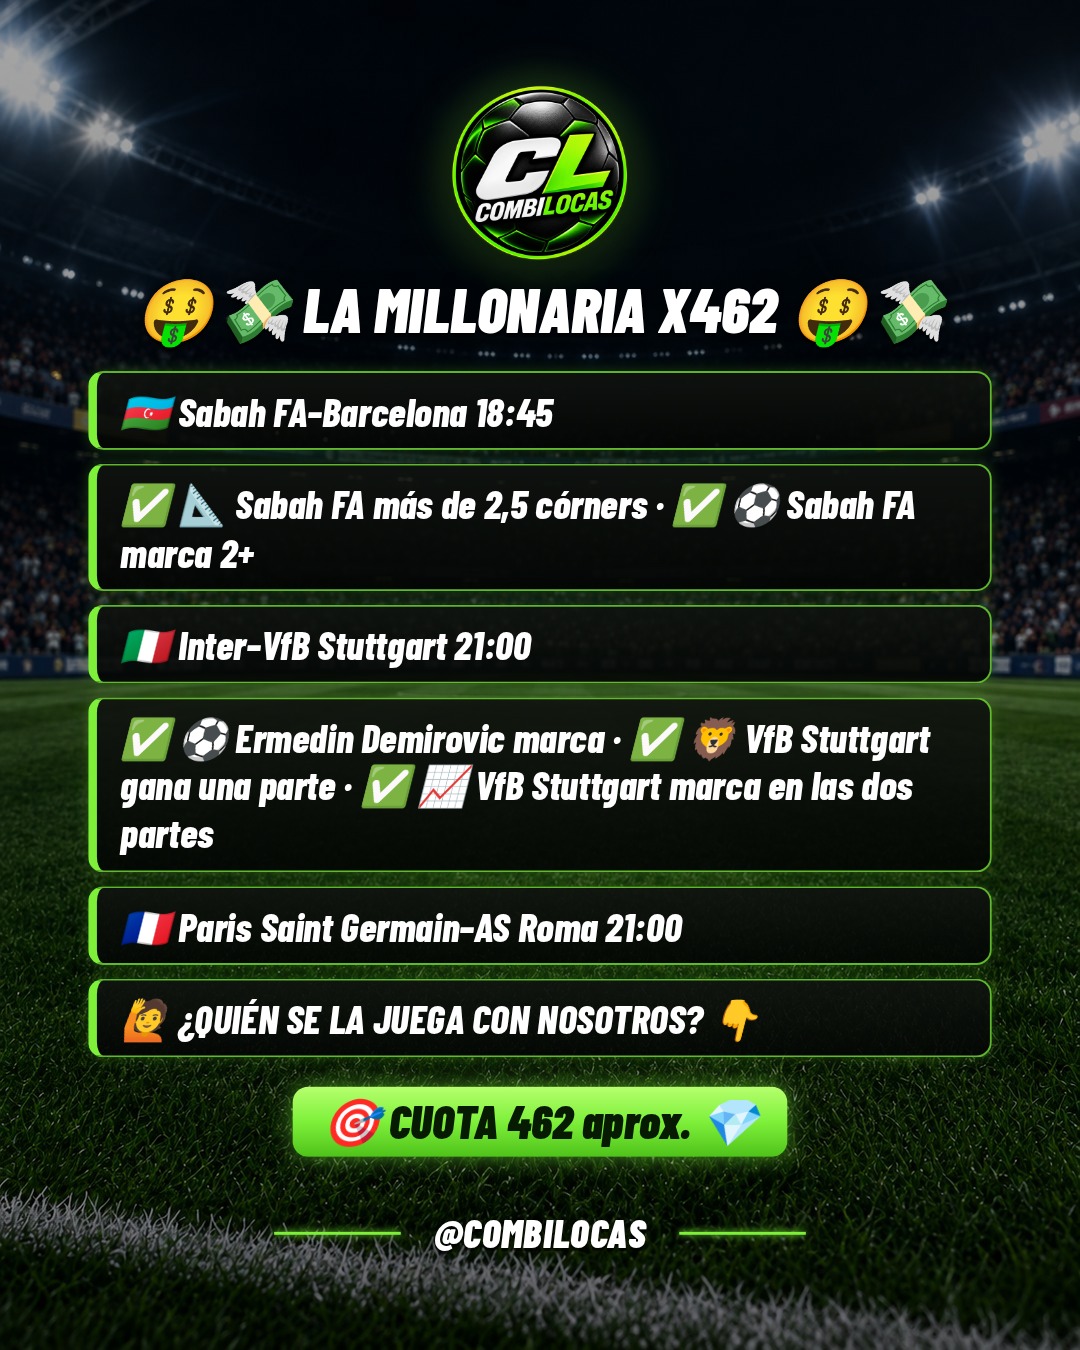 CL
COMBILOCAS
🤑 💸 LA MILLONARIA X462 🤑 💸
🇦🇿 Sabah FA-Barcelona 18:45
✅ 📐 Sabah FA más de 2,5 córners · ✅ ⚽ Sabah FA
marca 2+
🇮🇹 Inter-VfB Stuttgart 21:00
✅ ⚽ Ermedin Demirovic marca · ✅ 🦁 VfB Stuttgart
gana una parte · ✅ 📈 VfB Stuttgart marca en las dos
partes
🇫🇷 Paris Saint Germain-AS Roma 21:00
🙋 ¿QUIÉN SE LA JUEGA CON NOSOTROS? 👇
🎯 CUOTA 462 aprox. 💎
@COMBILOCAS